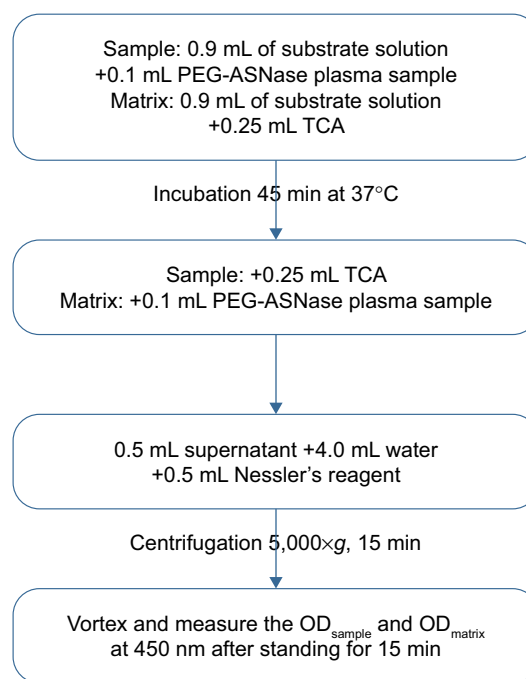 Sample: 0.9 mL of substrate solution
+0.1 mL PEG-ASNase plasma sample
Matrix: 0.9 mL of substrate solution
+0.25 mL TCA
Incubation 45 min at 37°C
Sample: +0.25 mL TCA
Matrix: +0.1 mL PEG-ASNase plasma sample
0.5 mL supernatant +4.0 mL water
+0.5 mL Nessler’s reagent
Centrifugation 5,000×g, 15 min
Vortex and measure the OD_sample and OD_matrix
at 450 nm after standing for 15 min